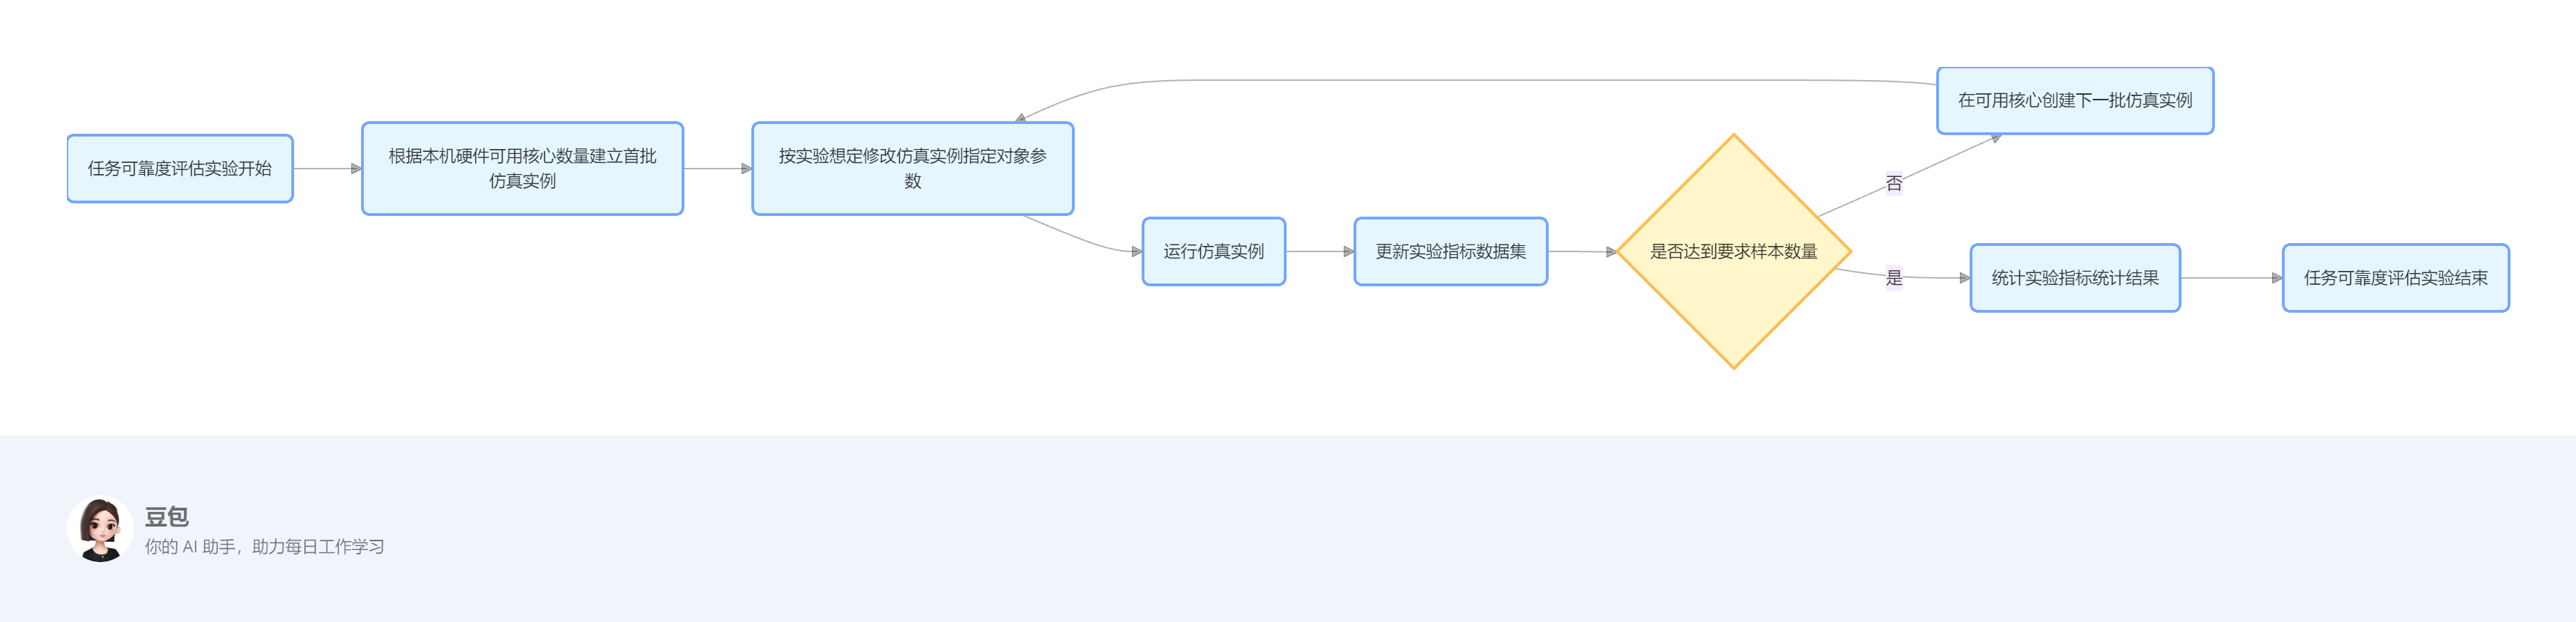 任务可靠度评估实验开始
根据本机硬件可用核心数量建立首批
仿真实例
按实验想定修改仿真实例指定对象参
数
运行仿真实例
更新实验指标数据集
是否达到要求样本数量
否
在可用核心创建下一批仿真实例
是
统计实验指标统计结果
任务可靠度评估实验结束
豆包
你的 AI 助手，助力每日工作学习